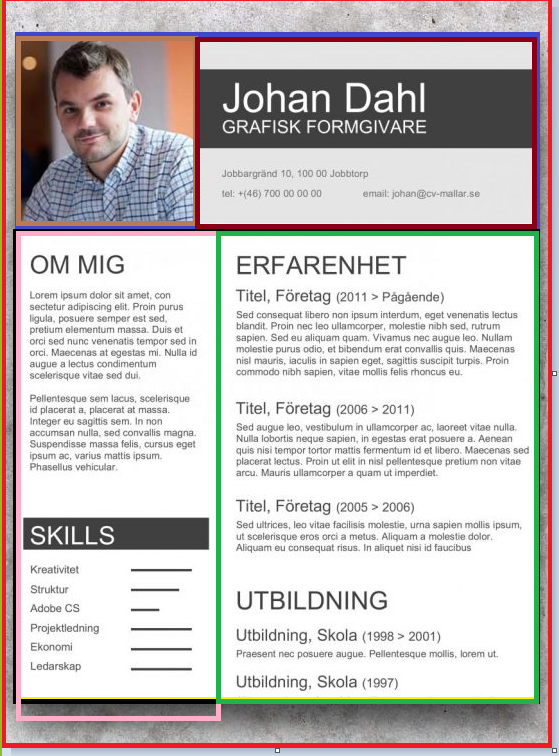 Johan Dahl
GRAFISK FORMGIVARE
Jobbargränd 10, 100 00 Jobbtorp
tel: +(46) 700 00 00 00 email: johan@cv-mallar.se
OM MIG
Lorem ipsum dolor sit amet, con
sectetur adipiscing elit. Proin purus
ligula, posuere semper est sed,
pretium elementum massa. Duis et
orci sed nunc venenatis tempor sed in
orci. Maecenas at egestas mi. Nulla id
augue a lectus condimentum
scelerisque vitae sed dui.
Pellentesque sem lacus, scelerisque
id placerat a, placerat at massa.
Integer eu sagittis sem. In non
accumsan nulla, sed convallis magna.
Suspendisse massa felis, cursus eget
ipsum ac, varius mattis ipsum.
Phasellus vehicular.
SKILLS
Kreativitet
Struktur
Adobe CS
Projektledning
Ekonomi
Ledarskap
ERFARENHET
Titel, Företag (2011 > Pågående)
Sed consequat libero non ipsum interdum, eget venenatis lectus
blandit. Proin nec leo ullamcorper, molestie nibh sed, rutrum
sapien. Sed eu aliquam quam. Vivamus nec augue leo. Nullam
molestie purus odio, et bibendum erat convallis quis. Maecenas
nisl mauris, iaculis in sapien eget, sagittis suscipit turpis. Proin
commodo nibh sapien, vitae mollis felis rhoncus eu.
Titel, Företag (2006 > 2011)
Sed augue leo, vestibulum in ullamcorper ac, laoreet vitae nulla.
Nulla lobortis neque sapien, in egestas erat posuere a. Aenean
quis nisi tempor tortor mattis fermentum id et libero. Maecenas sed
placerat lectus. Proin ut elit in nisl pellentesque pretium non vitae
arcu. Mauris ullamcorper a quam ut imperdiet.
Titel, Företag (2005 > 2006)
Sed ultrices, leo vitae facilisis molestie, urna sapien mollis ipsum,
ut scelerisque eros orci a metus. Aliquam a molestie dolor.
Aliquam eu consequat risus. In aliquet nisi id faucibus
UTBILDNING
Utbildning, Skola (1998 > 2001)
Praesent nec posuere augue. Pellentesque mollis, lorem ut.
Utbildning, Skola (1997)